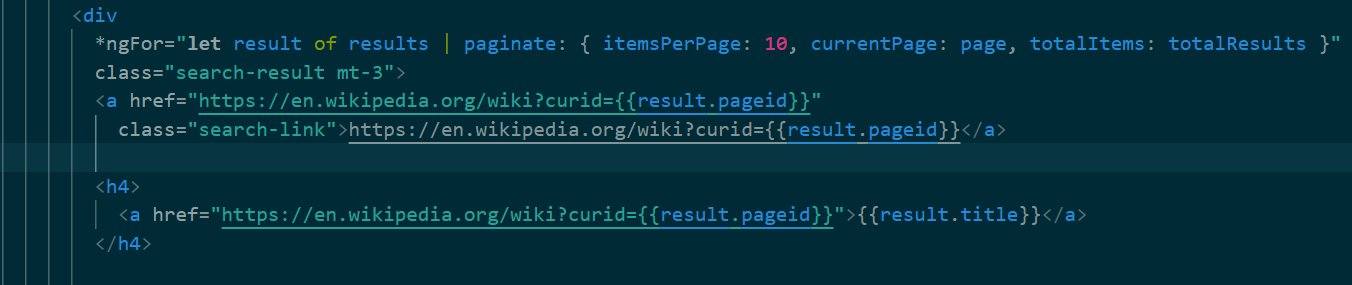 <div
*ngFor="let result of results | paginate: { itemsPerPage: 10, currentPage: page, totalItems: totalResults }"
class="search-result mt-3">
<a href="https://en.wikipedia.org/wiki?curid={{result.pageid}}"
class="search-link">https://en.wikipedia.org/wiki?curid={{result.pageid}}</a>
<h4>
<a href="https://en.wikipedia.org/wiki?curid={{result.pageid}}">{{result.title}}</a>
</h4>